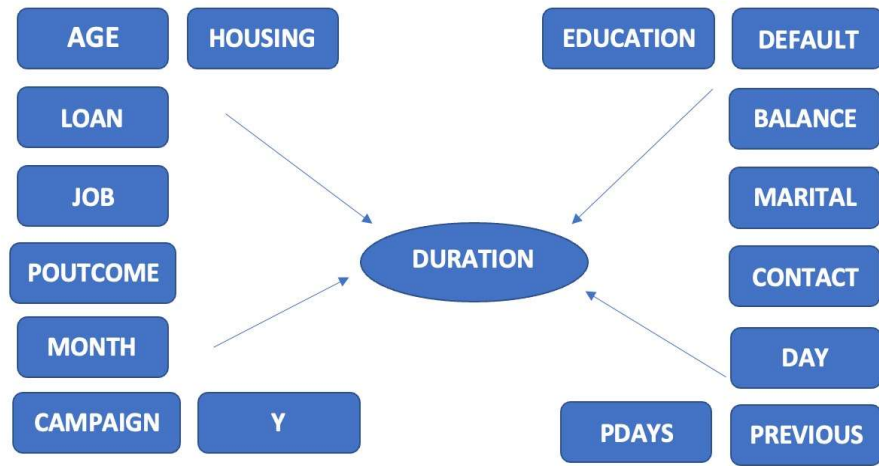 AGE
HOUSING
EDUCATION
DEFAULT
LOAN
BALANCE
JOB
MARITAL
DURATION
POUTCOME
CONTACT
MONTH
DAY
CAMPAIGN
Y
PDAYS
PREVIOUS